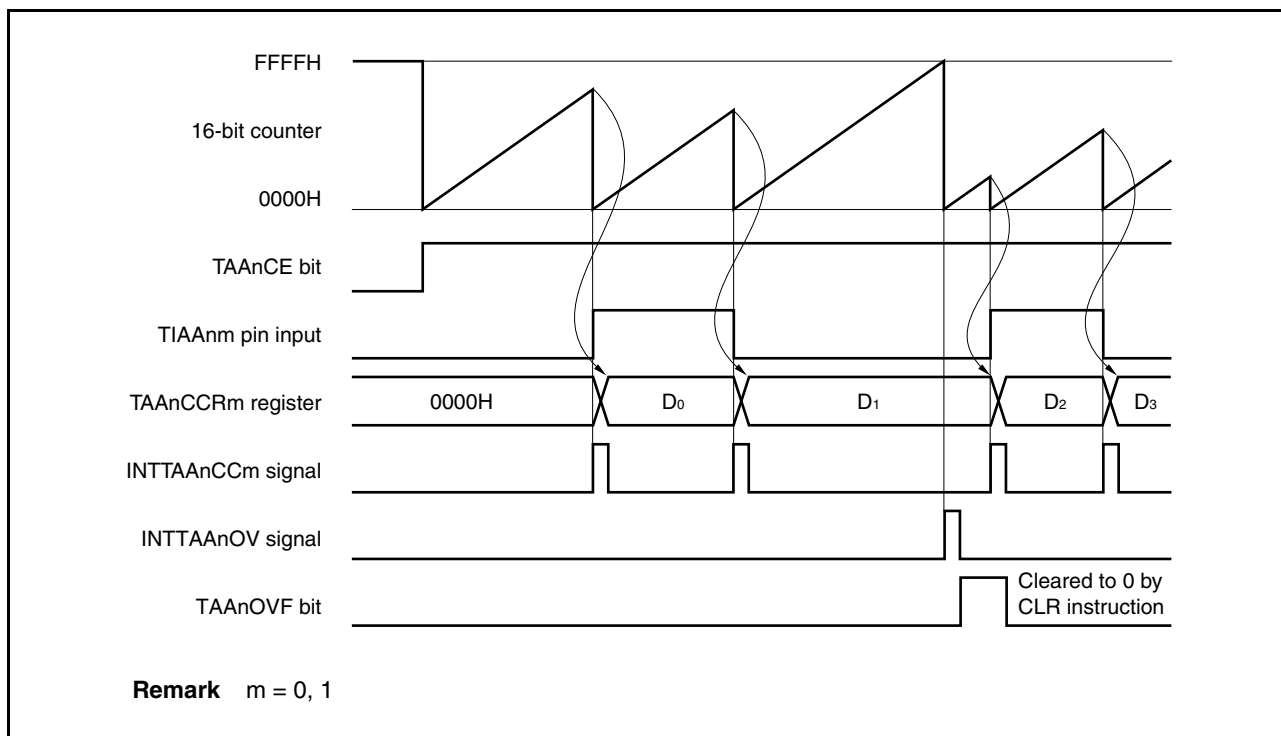 FFFFH
16-bit counter
0000H
TAAnCE bit
TIAAnm pin input
TAAnCCRm register
0000H D0 D1 D2 D3
INTTAAnCCm signal
INTTAAnOV signal
TAAnOVF bit
Cleared to 0 by
CLR instruction
Remark m = 0, 1